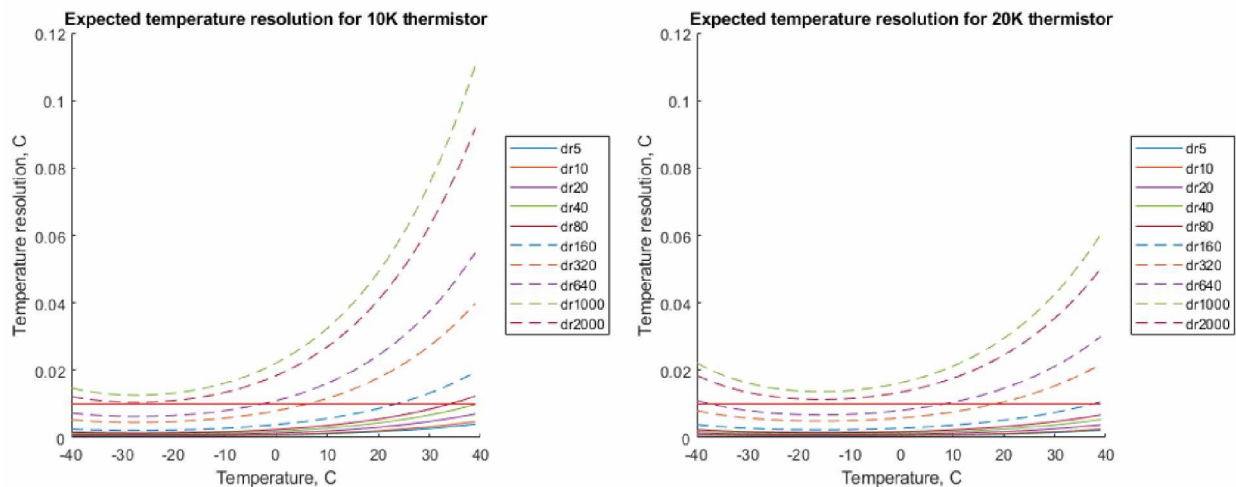 Expected temperature resolution for 10K thermistor
0.12
0.1
0.08
0.06
0.04
0.02
0
Temperature resolution, C
-40
-30
-20
-10
0
10
20
30
40
Temperature, C
dr5
dr10
dr20
dr40
dr80
dr160
dr320
dr640
dr1000
dr2000
Expected temperature resolution for 20K thermistor
0.12
0.1
0.08
0.06
0.04
0.02
0
Temperature resolution, C
-40
-30
-20
-10
0
10
20
30
40
Temperature, C
dr5
dr10
dr20
dr40
dr80
dr160
dr320
dr640
dr1000
dr2000